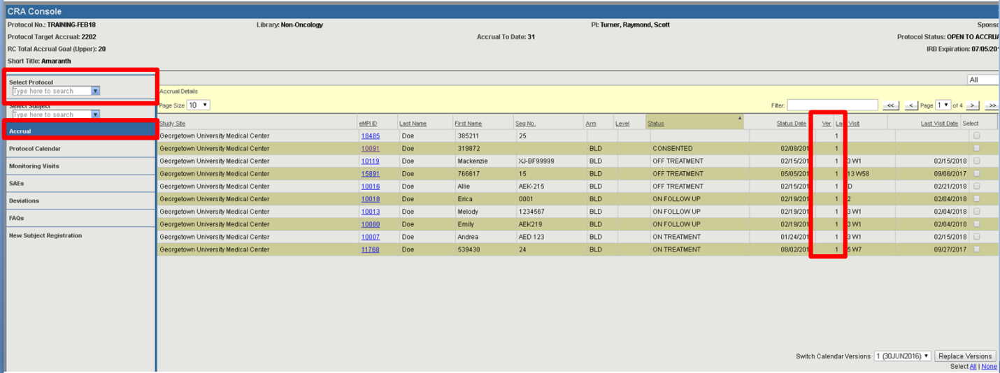 CRA Console
Protocol No.: TRAINING-FEB18 Library: Non-Oncology PI: Turner, Raymond, Scott Sponso
Protocol Target Accrual: 2202 Accrual To Date: 31 Protocol Status: OPEN TO ACCRUA
RC Total Accrual Goal (Upper): 20 IRB Expiration: 07/05/201
Short Title: Amaranth
Select Protocol
Type here to search
Select Subject
Type here to search
Accrual
Protocol Calendar
Monitoring Visits
SAEs
Deviations
FAQs
New Subject Registration
All
Accrual Details
Page Size 10 Filter: << < Page 1 of 4 > >>
Study Site eMPI ID Last Name First Name Seq No. Arm Level Status Status Date Ver Last Visit Last Visit Date Select
Georgetown University Medical Center 18485 Doe 385211 25 1
Georgetown University Medical Center 10091 Doe 319872 BLD CONSENTED 02/08/201 1
Georgetown University Medical Center 10119 Doe Mackenzie XJ-BF99999 BLD OFF TREATMENT 02/15/201 1 3 W1 02/15/2018
Georgetown University Medical Center 15891 Doe 766617 15 BLD OFF TREATMENT 05/05/201 1 13 W58 09/06/2017
Georgetown University Medical Center 10016 Doe Allie AEK-215 BLD OFF TREATMENT 02/15/201 1 D 02/21/2018
Georgetown University Medical Center 10018 Doe Erica 0001 BLD ON FOLLOW UP 02/19/201 1 2 02/04/2018
Georgetown University Medical Center 10013 Doe Melody 1234567 BLD ON FOLLOW UP 02/19/201 1 3 W1 02/04/2018
Georgetown University Medical Center 10080 Doe Emily AEK219 BLD ON FOLLOW UP 02/19/201 1 3 W1 02/04/2018
Georgetown University Medical Center 10007 Doe Andrea AED 123 BLD ON TREATMENT 01/24/201 1 3 W1 02/15/2018
Georgetown University Medical Center 11768 Doe 539430 24 BLD ON TREATMENT 08/02/201 1 5 W7 09/27/2017
Switch Calendar Versions 1 (30JUN2016) Replace Versions
Select All | None